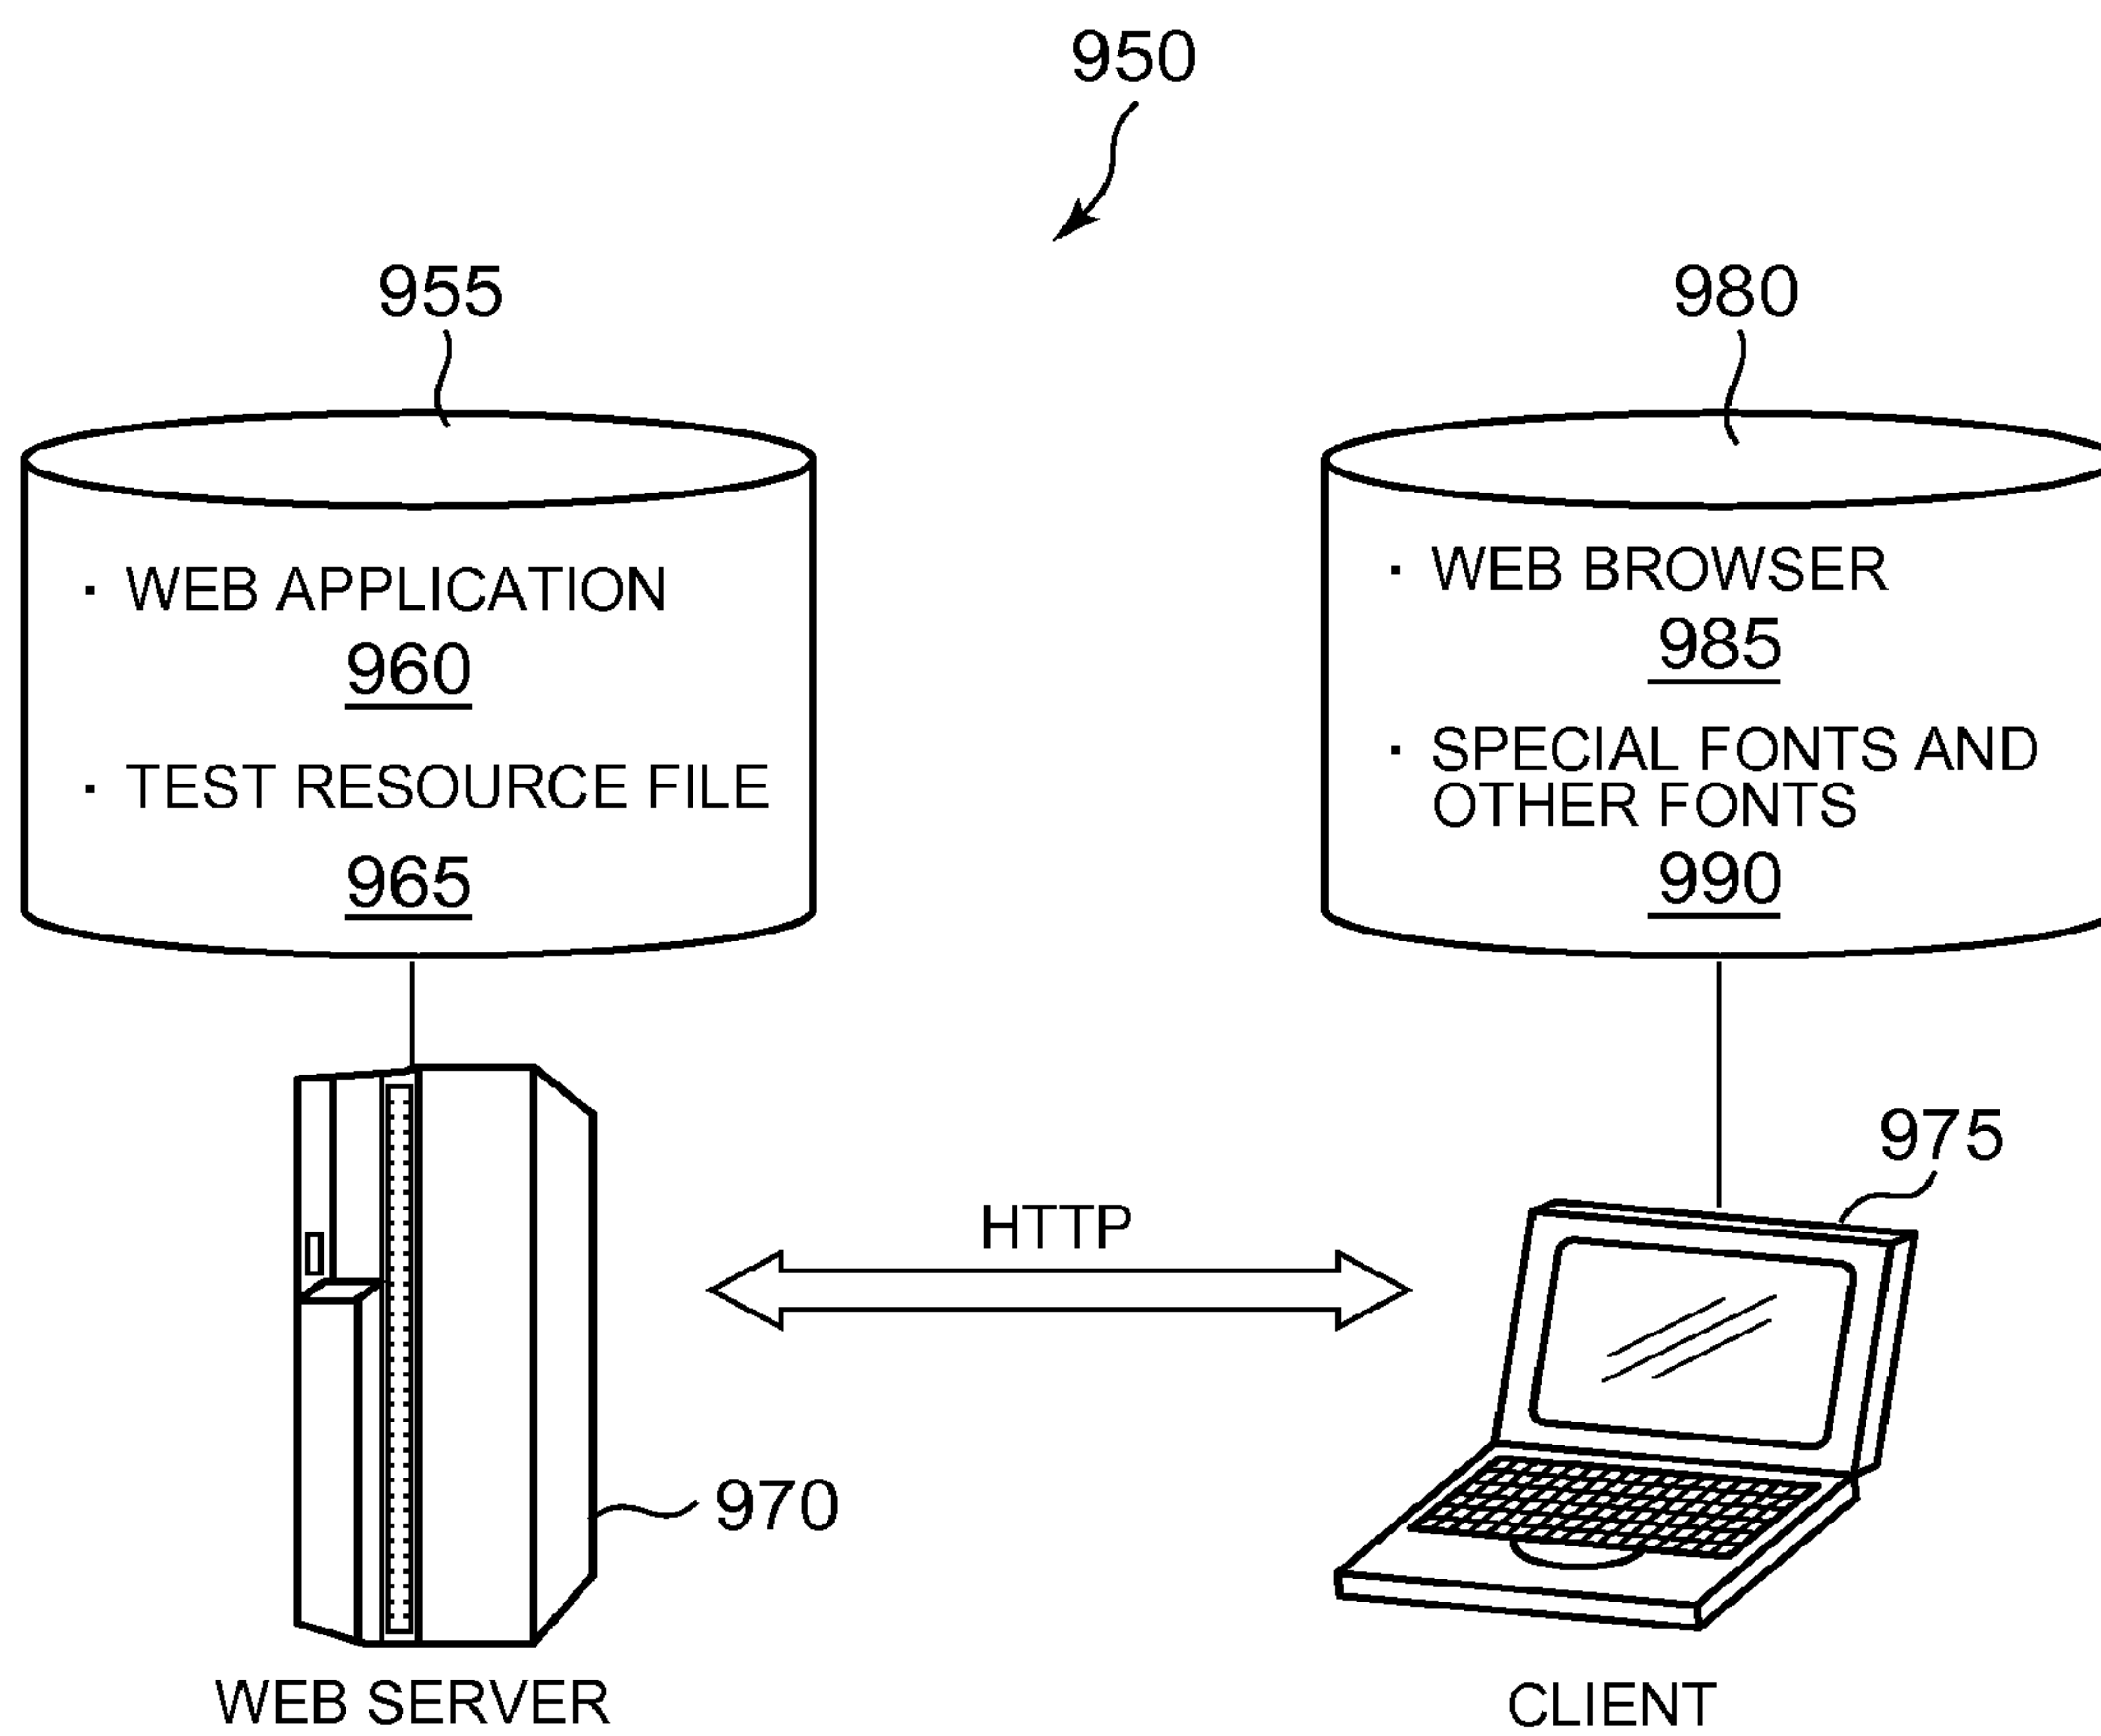 950
955
980
· WEB APPLICATION
960
· TEST RESOURCE FILE
965
· WEB BROWSER
985
· SPECIAL FONTS AND
OTHER FONTS
990
975
HTTP
970
WEB SERVER
CLIENT